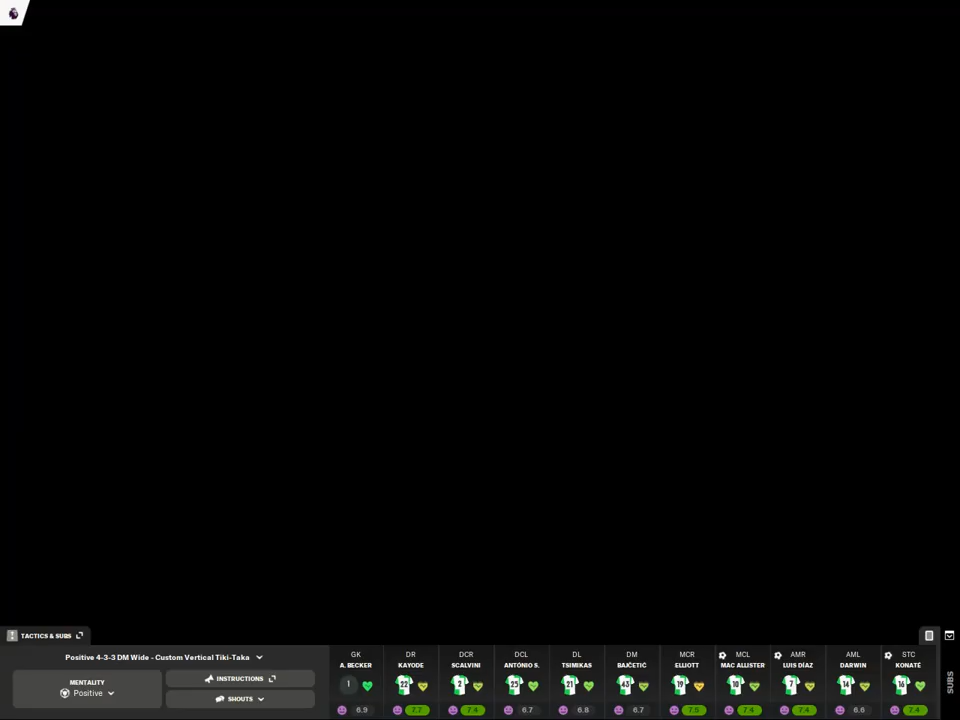 TACTICS & SUBS
Positive 4-3-3 DM Wide - Custom Vertical Tiki-Taka
MENTALITY
Positive
INSTRUCTIONS
SHOUTS
GK DR DCR DCL DL DM MCR MCL AMR AML STC
A. BECKER KAYODE SCALVINI ANTÓNIO S. TSIMIKAS BAJČETIĆ ELLIOTT MAC ALLISTER LUIS DÍAZ DARWIN KONATÉ
1 22 2 25 21 43 19 10 7 14 16
6.9 7.7 7.4 6.7 6.8 6.7 7.5 7.4 7.4 6.6 7.4
SUBS